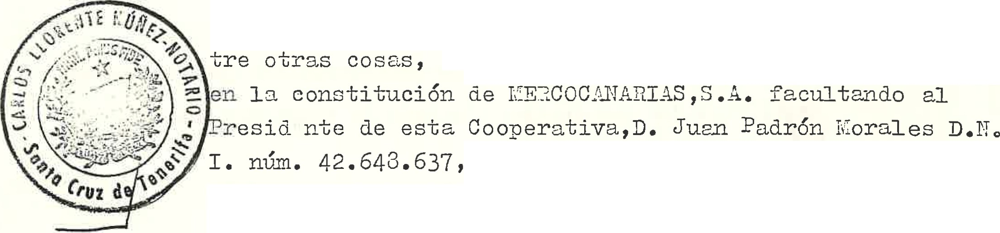 CARLOS LLORENTE NÚÑEZ-NOTARIO -
- Santa Cruz de Tenerife -
tre otras cosas,
en la constitución de MERCOCANARIAS,S.A. facultando al
Presid nte de esta Cooperativa,D. Juan Padrón Morales D.N.
I. núm. 42.648.637,